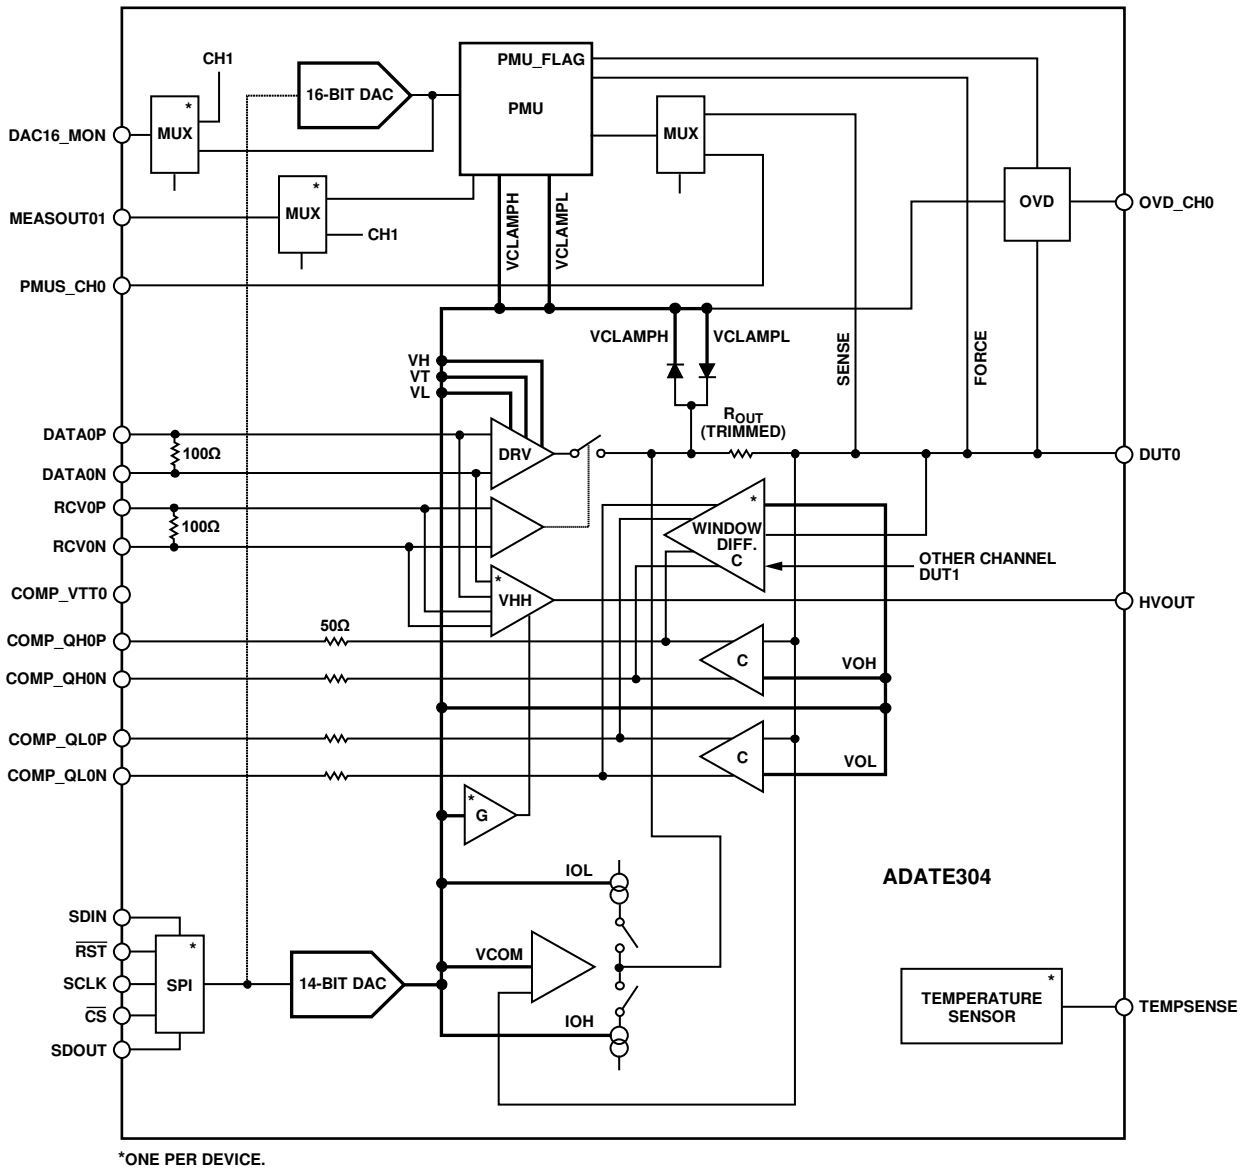 CH1
PMU_FLAG
16-BIT DAC
PMU
*
MUX
MUX
DAC16_MON
*
MUX
MEASOUT01
CH1
VCLAMPH
VCLAMPL
OVD
OVD_CH0
PMUS_CH0
VCLAMPH
VCLAMPL
SENSE
FORCE
VH
VT
VL
ROUT
(TRIMMED)
DATA0P
100Ω
DRV
DUT0
DATA0N
RCV0P
100Ω
RCV0N
*
WINDOW
DIFF.
C
OTHER CHANNEL
DUT1
COMP_VTT0
*
VHH
HVOUT
50Ω
COMP_QH0P
C
VOH
COMP_QH0N
COMP_QL0P
C
VOL
COMP_QL0N
*
G
IOL
ADATE304
SDIN
RST
*
SPI
SCLK
CS
SDOUT
14-BIT DAC
VCOM
IOH
*
TEMPERATURE
SENSOR
TEMPSENSE
*ONE PER DEVICE.